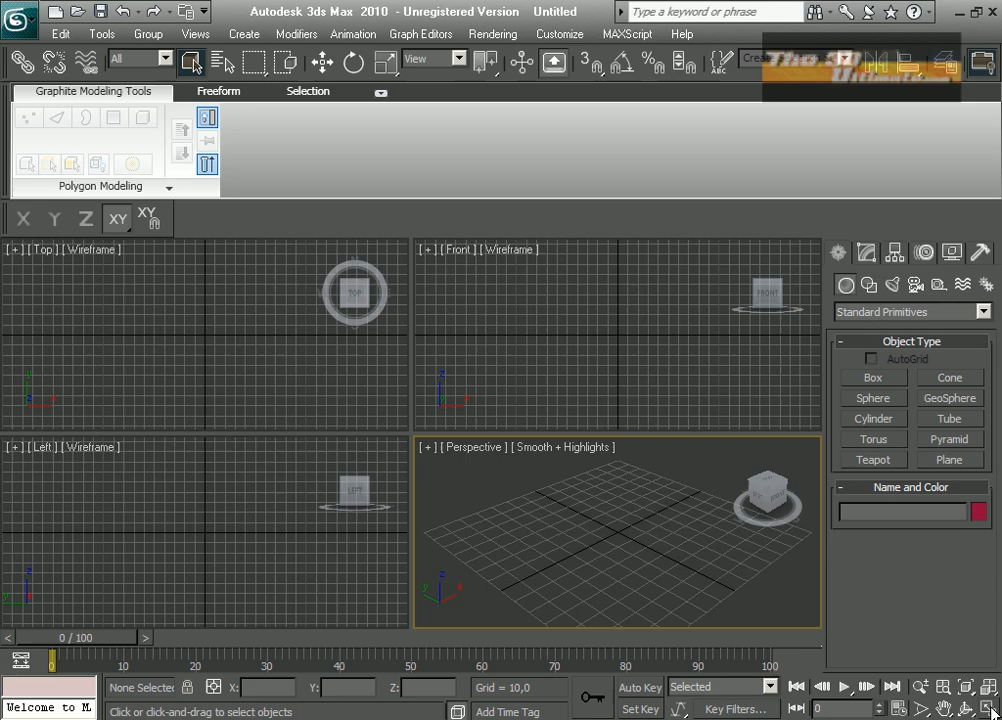 Autodesk 3ds Max 2010 - Unregistered Version Untitled
Type a keyword or phrase
Edit Tools Group Views Create Modifiers Animation Graph Editors Rendering Customize MAXScript Help
All
View
3
Graphite Modeling Tools Freeform Selection
Polygon Modeling
X Y Z XY XY
[ + ] [ Top ] [ Wireframe ]
TOP
[ + ] [ Front ] [ Wireframe ]
FRONT
[ + ] [ Left ] [ Wireframe ]
LEFT
[ + ] [ Perspective ] [ Smooth + Highlights ]
Standard Primitives
- Object Type
AutoGrid
Box Cone
Sphere GeoSphere
Cylinder Tube
Torus Pyramid
Teapot Plane
- Name and Color
< 0 / 100 >
0 10 20 30 40 50 60 70 80 90 100
None Selected X: Y: Z: Grid = 10,0 Auto Key Selected
Welcome to M Click or click-and-drag to select objects Add Time Tag Set Key Key Filters... 0